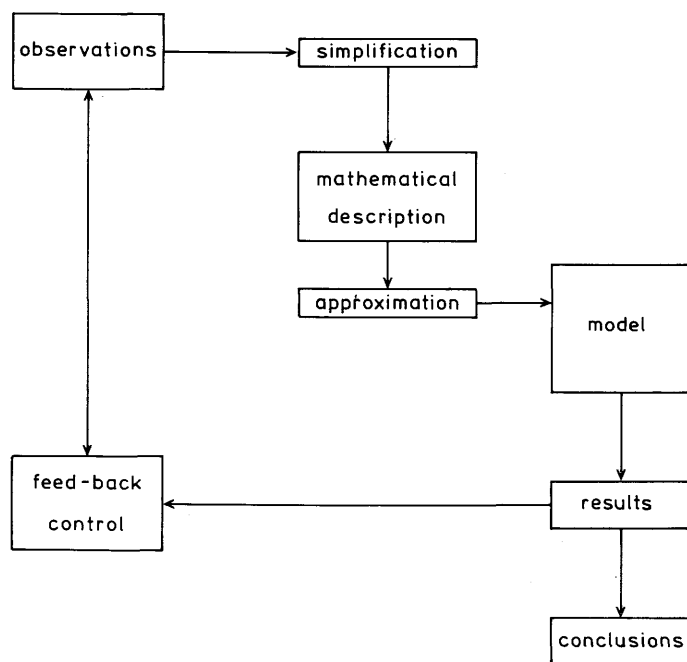 observations
simplification
mathematical
description
approximation
model
feed-back
control
results
conclusions